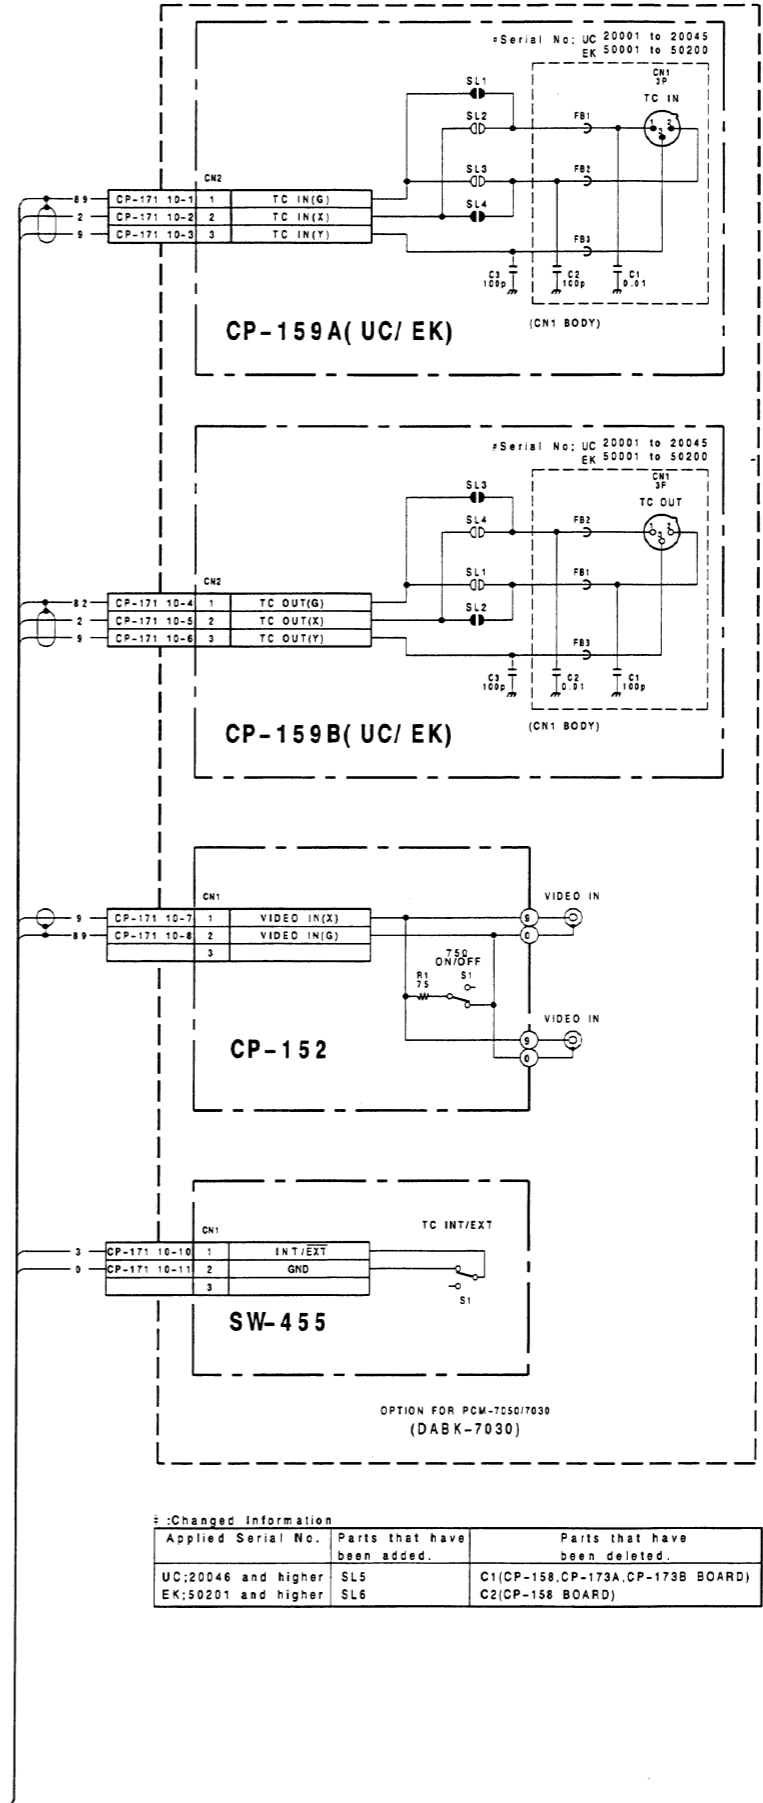 #Serial No; UC 20001 to 20045
EK 50001 to 50200
CN1
3P
TC IN
SL1
SL2
FB1
1 2
3
SL3
FB2
SL4
FB3
CN2
89 CP-171 10-1 1 TC IN(G)
2 CP-171 10-2 2 TC IN(X)
9 CP-171 10-3 3 TC IN(Y)
C3
100p
C2
100p
C1
0.01
(CN1 BODY)
CP-159A(UC/EK)
#Serial No; UC 20001 to 20045
EK 50001 to 50200
CN1
3P
TC OUT
SL3
SL4
FB2
1 2
3
SL1
FB1
SL2
FB3
CN2
82 CP-171 10-4 1 TC OUT(G)
2 CP-171 10-5 2 TC OUT(X)
9 CP-171 10-6 3 TC OUT(Y)
C3
100p
C2
0.01
C1
100p
(CN1 BODY)
CP-159B(UC/EK)
CN1
9 CP-171 10-7 1 VIDEO IN(X)
89 CP-171 10-8 2 VIDEO IN(G)
3
9
0
VIDEO IN
750
ON/OFF
R1
75
S1
VIDEO IN
9
0
CP-152
TC INT/EXT
CN1
3 CP-171 10-10 1 INT/EXT
0 CP-171 10-11 2 GND
3
S1
SW-455
OPTION FOR PCM-7050/7030
(DABK-7030)
# :Changed Information
Applied Serial No. Parts that have been added. Parts that have been deleted.
UC;20046 and higher SL5 C1(CP-158,CP-173A,CP-173B BOARD)
EK;50201 and higher SL6 C2(CP-158 BOARD)